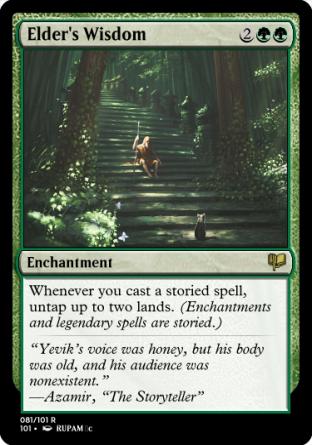 Elder's Wisdom 2
Enchantment
Whenever you cast a storied spell,
untap up to two lands. (Enchantments
and legendary spells are storied.)
“Yevik's voice was honey, but his body
was old, and his audience was
nonexistent.”
—Azamir, “The Storyteller”
081/101 R
101 • RUPAM c